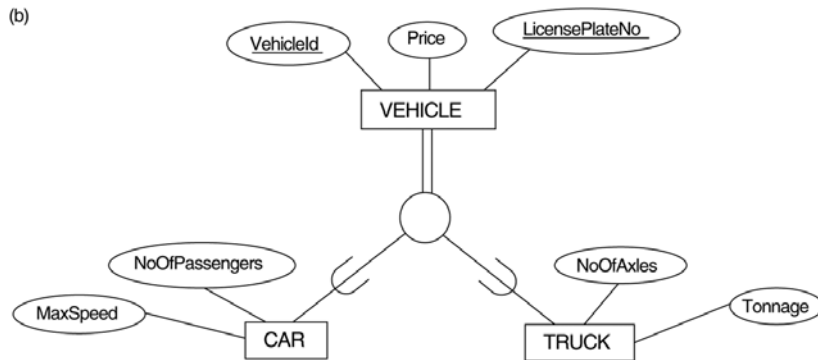 (b)
VehicleId
Price
LicensePlateNo
VEHICLE
NoOfPassengers
NoOfAxles
MaxSpeed
Tonnage
CAR
TRUCK